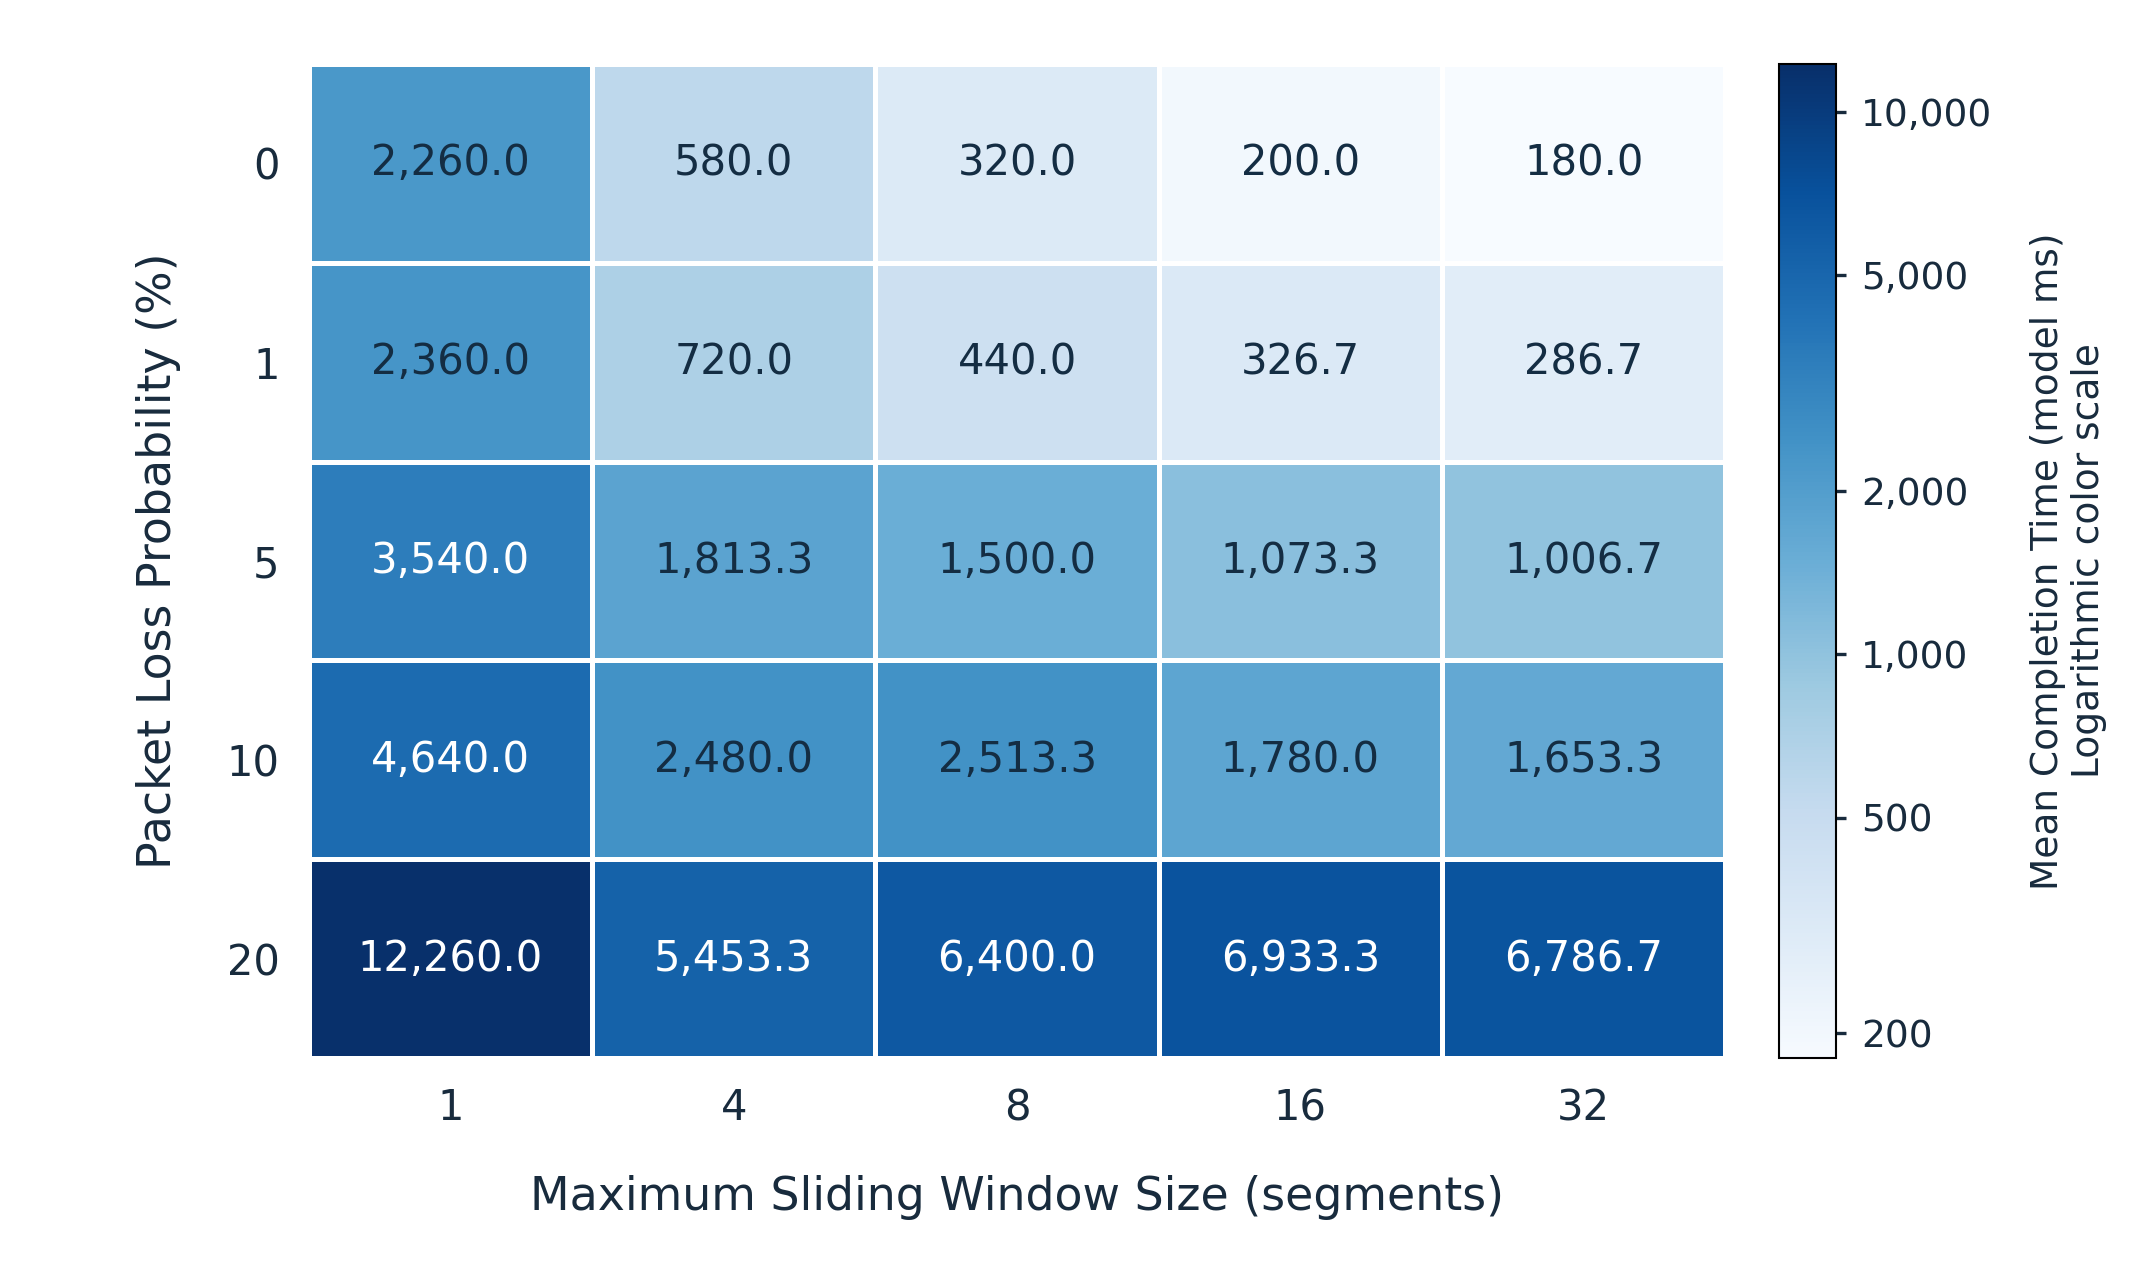 0 2,260.0 580.0 320.0 200.0 180.0
1 2,360.0 720.0 440.0 326.7 286.7
5 3,540.0 1,813.3 1,500.0 1,073.3 1,006.7
10 4,640.0 2,480.0 2,513.3 1,780.0 1,653.3
20 12,260.0 5,453.3 6,400.0 6,933.3 6,786.7
1 4 8 16 32
Maximum Sliding Window Size (segments)
Packet Loss Probability (%)
10,000
5,000
2,000
1,000
500
200
Mean Completion Time (model ms)
Logarithmic color scale